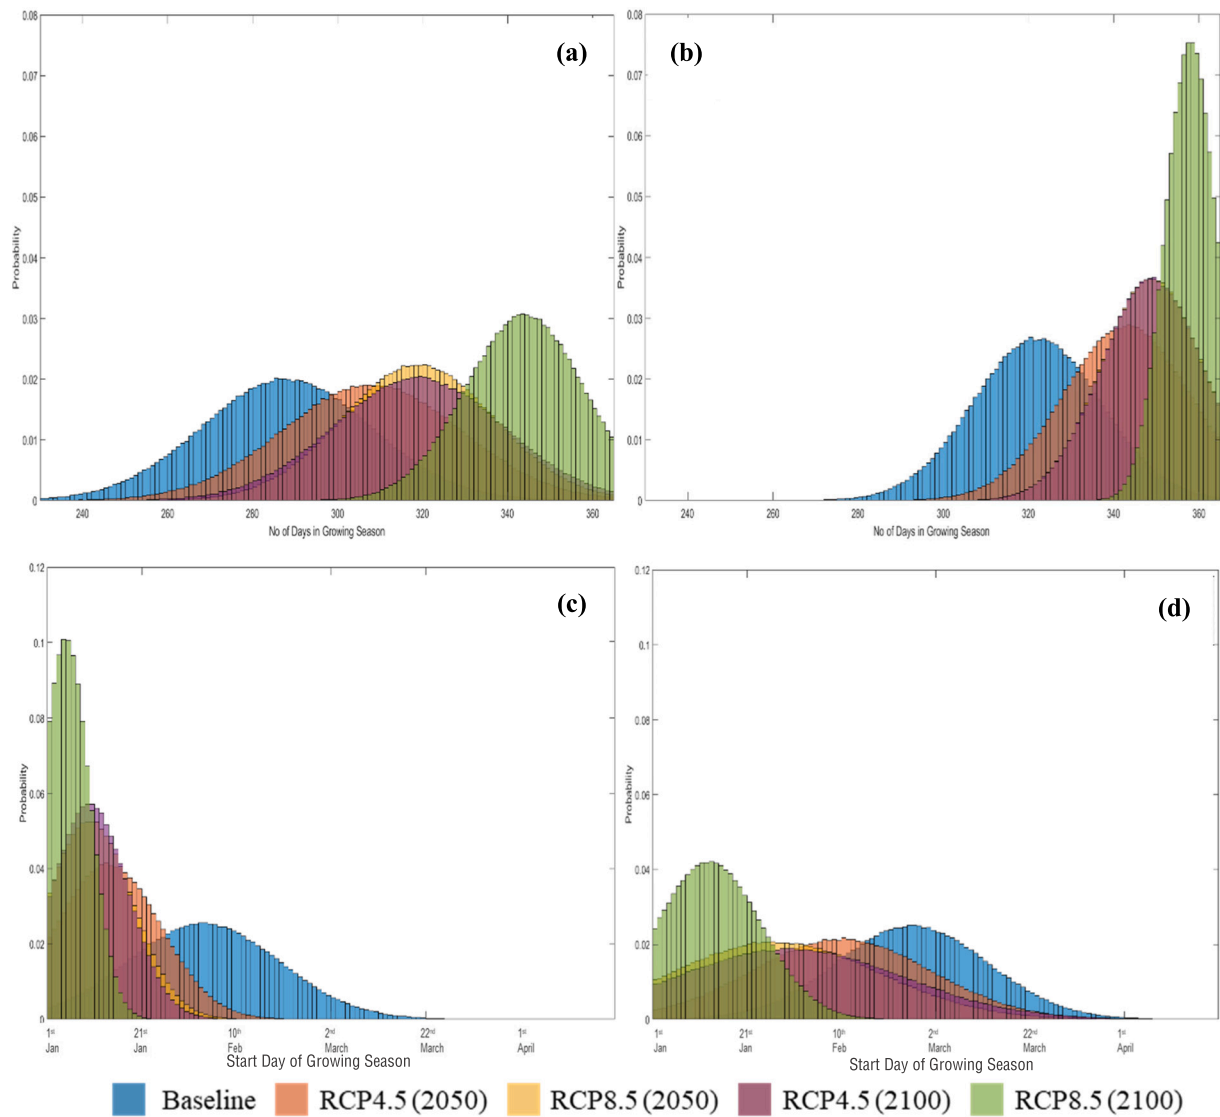 (a)
0.08
0.07
0.06
0.05
0.04
0.03
0.02
0.01
0
Probability
240 260 280 300 320 340 360
No of Days in Growing Season
(b)
0.08
0.07
0.06
0.05
0.04
0.03
0.02
0.01
0
Probability
240 260 280 300 320 340 360
No of Days in Growing Season
(c)
0.12
0.1
0.08
0.06
0.04
0.02
0
Probability
1st 21st 10th 2nd 22nd 1st
Jan Jan Feb March March April
Start Day of Growing Season
(d)
0.12
0.1
0.08
0.06
0.04
0.02
0
Probability
1st 21st 10th 2nd 22nd 1st
Jan Jan Feb March March April
Start Day of Growing Season
Baseline RCP4.5 (2050) RCP8.5 (2050) RCP4.5 (2100) RCP8.5 (2100)